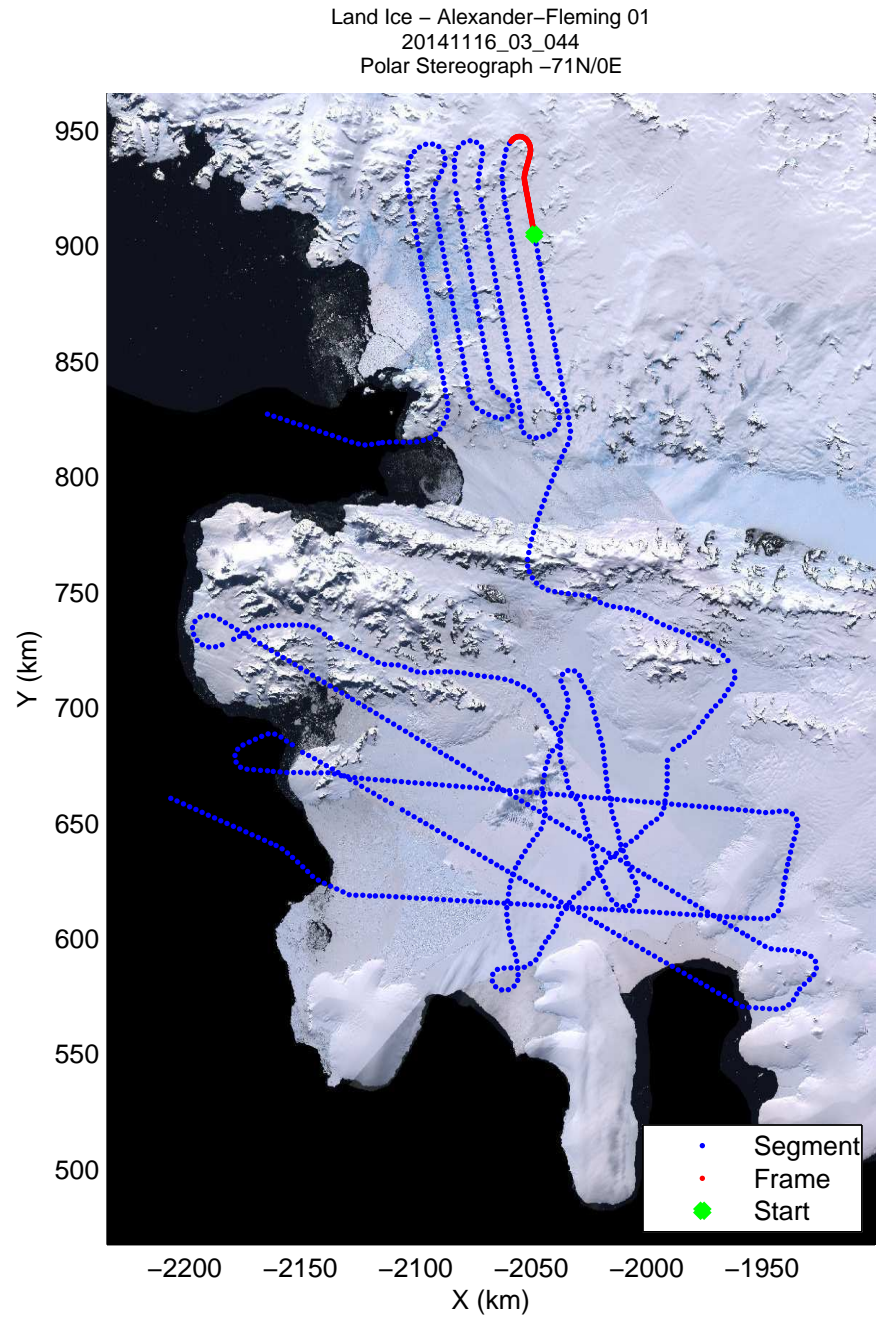 Land Ice − Alexander−Fleming 01
20141116_03_044
Polar Stereograph −71N/0E
950
900
850
800
750
700
650
600
550
500
Y (km)
−2200
−2150
−2100
−2050
−2000
−1950
X (km)
Segment
Frame
Start